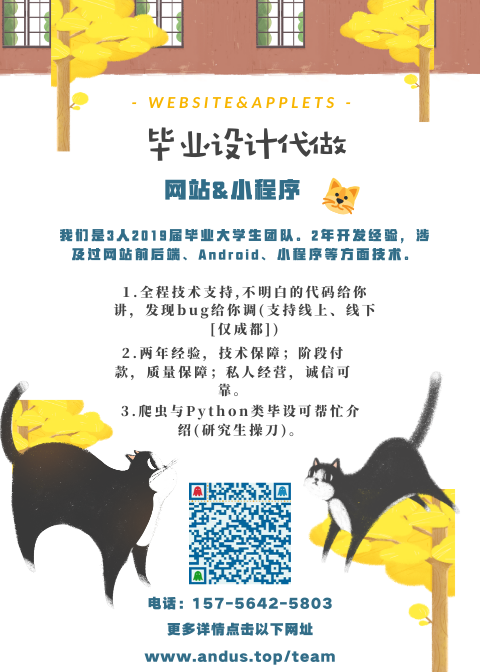 - WEBSITE&APPLETS -
毕业设计代做
网站&小程序
我们是3人2019届毕业大学生团队。2年开发经验，涉
及过网站前后端、Android、小程序等方面技术。
1.全程技术支持,不明白的代码给你
讲，发现bug给你调(支持线上、线下
[仅成都])
2.两年经验，技术保障；阶段付
款，质量保障；私人经营，诚信可
靠。
3.爬虫与Python类毕设可帮忙介
绍(研究生操刀)。
电话：157-5642-5803
更多详情点击以下网址
www.andus.top/team